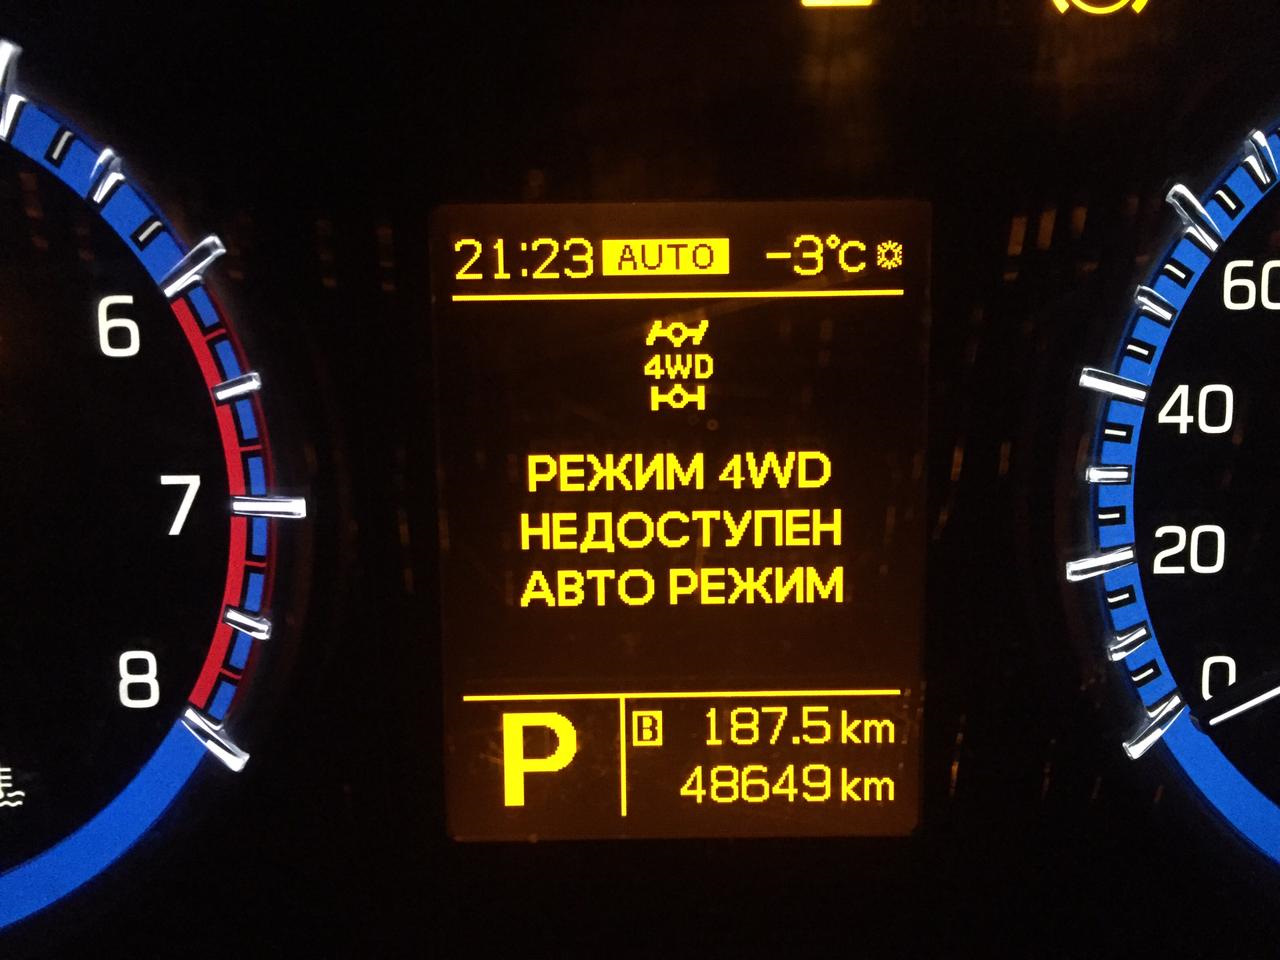 21:23 AUTO -3°C
4WD
РЕЖИМ 4WD
НЕДОСТУПЕН
АВТО РЕЖИМ
P B 187.5 km
48649 km
6
7
8
60
40
20
0